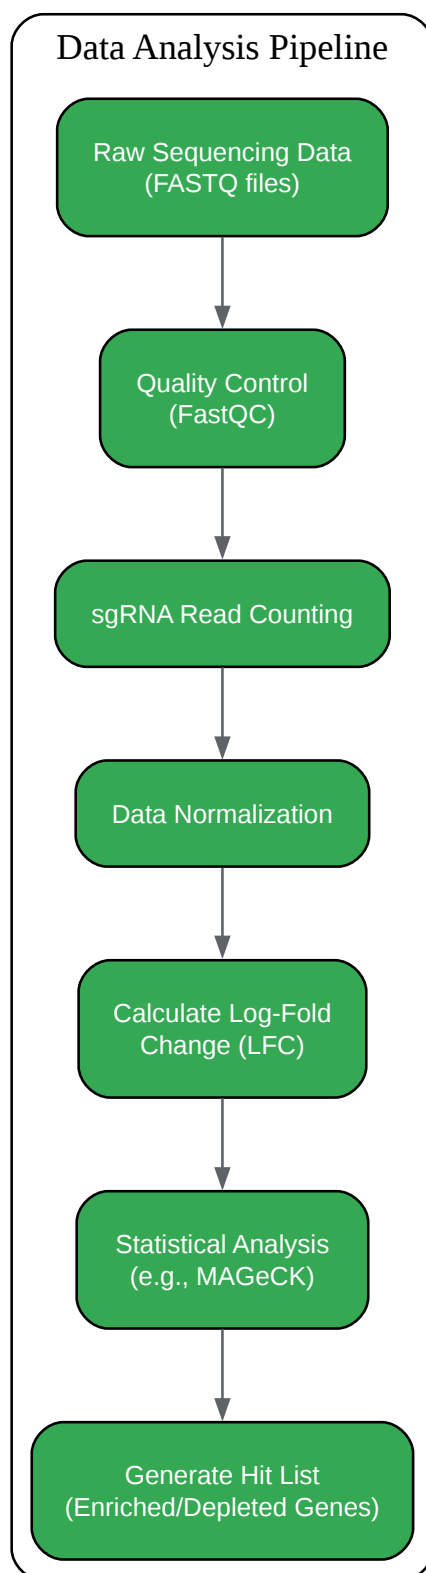 Data Analysis Pipeline
Raw Sequencing Data
(FASTQ files)
Quality Control
(FastQC)
sgRNA Read Counting
Data Normalization
Calculate Log-Fold
Change (LFC)
Statistical Analysis
(e.g., MAGeCK)
Generate Hit List
(Enriched/Depleted Genes)